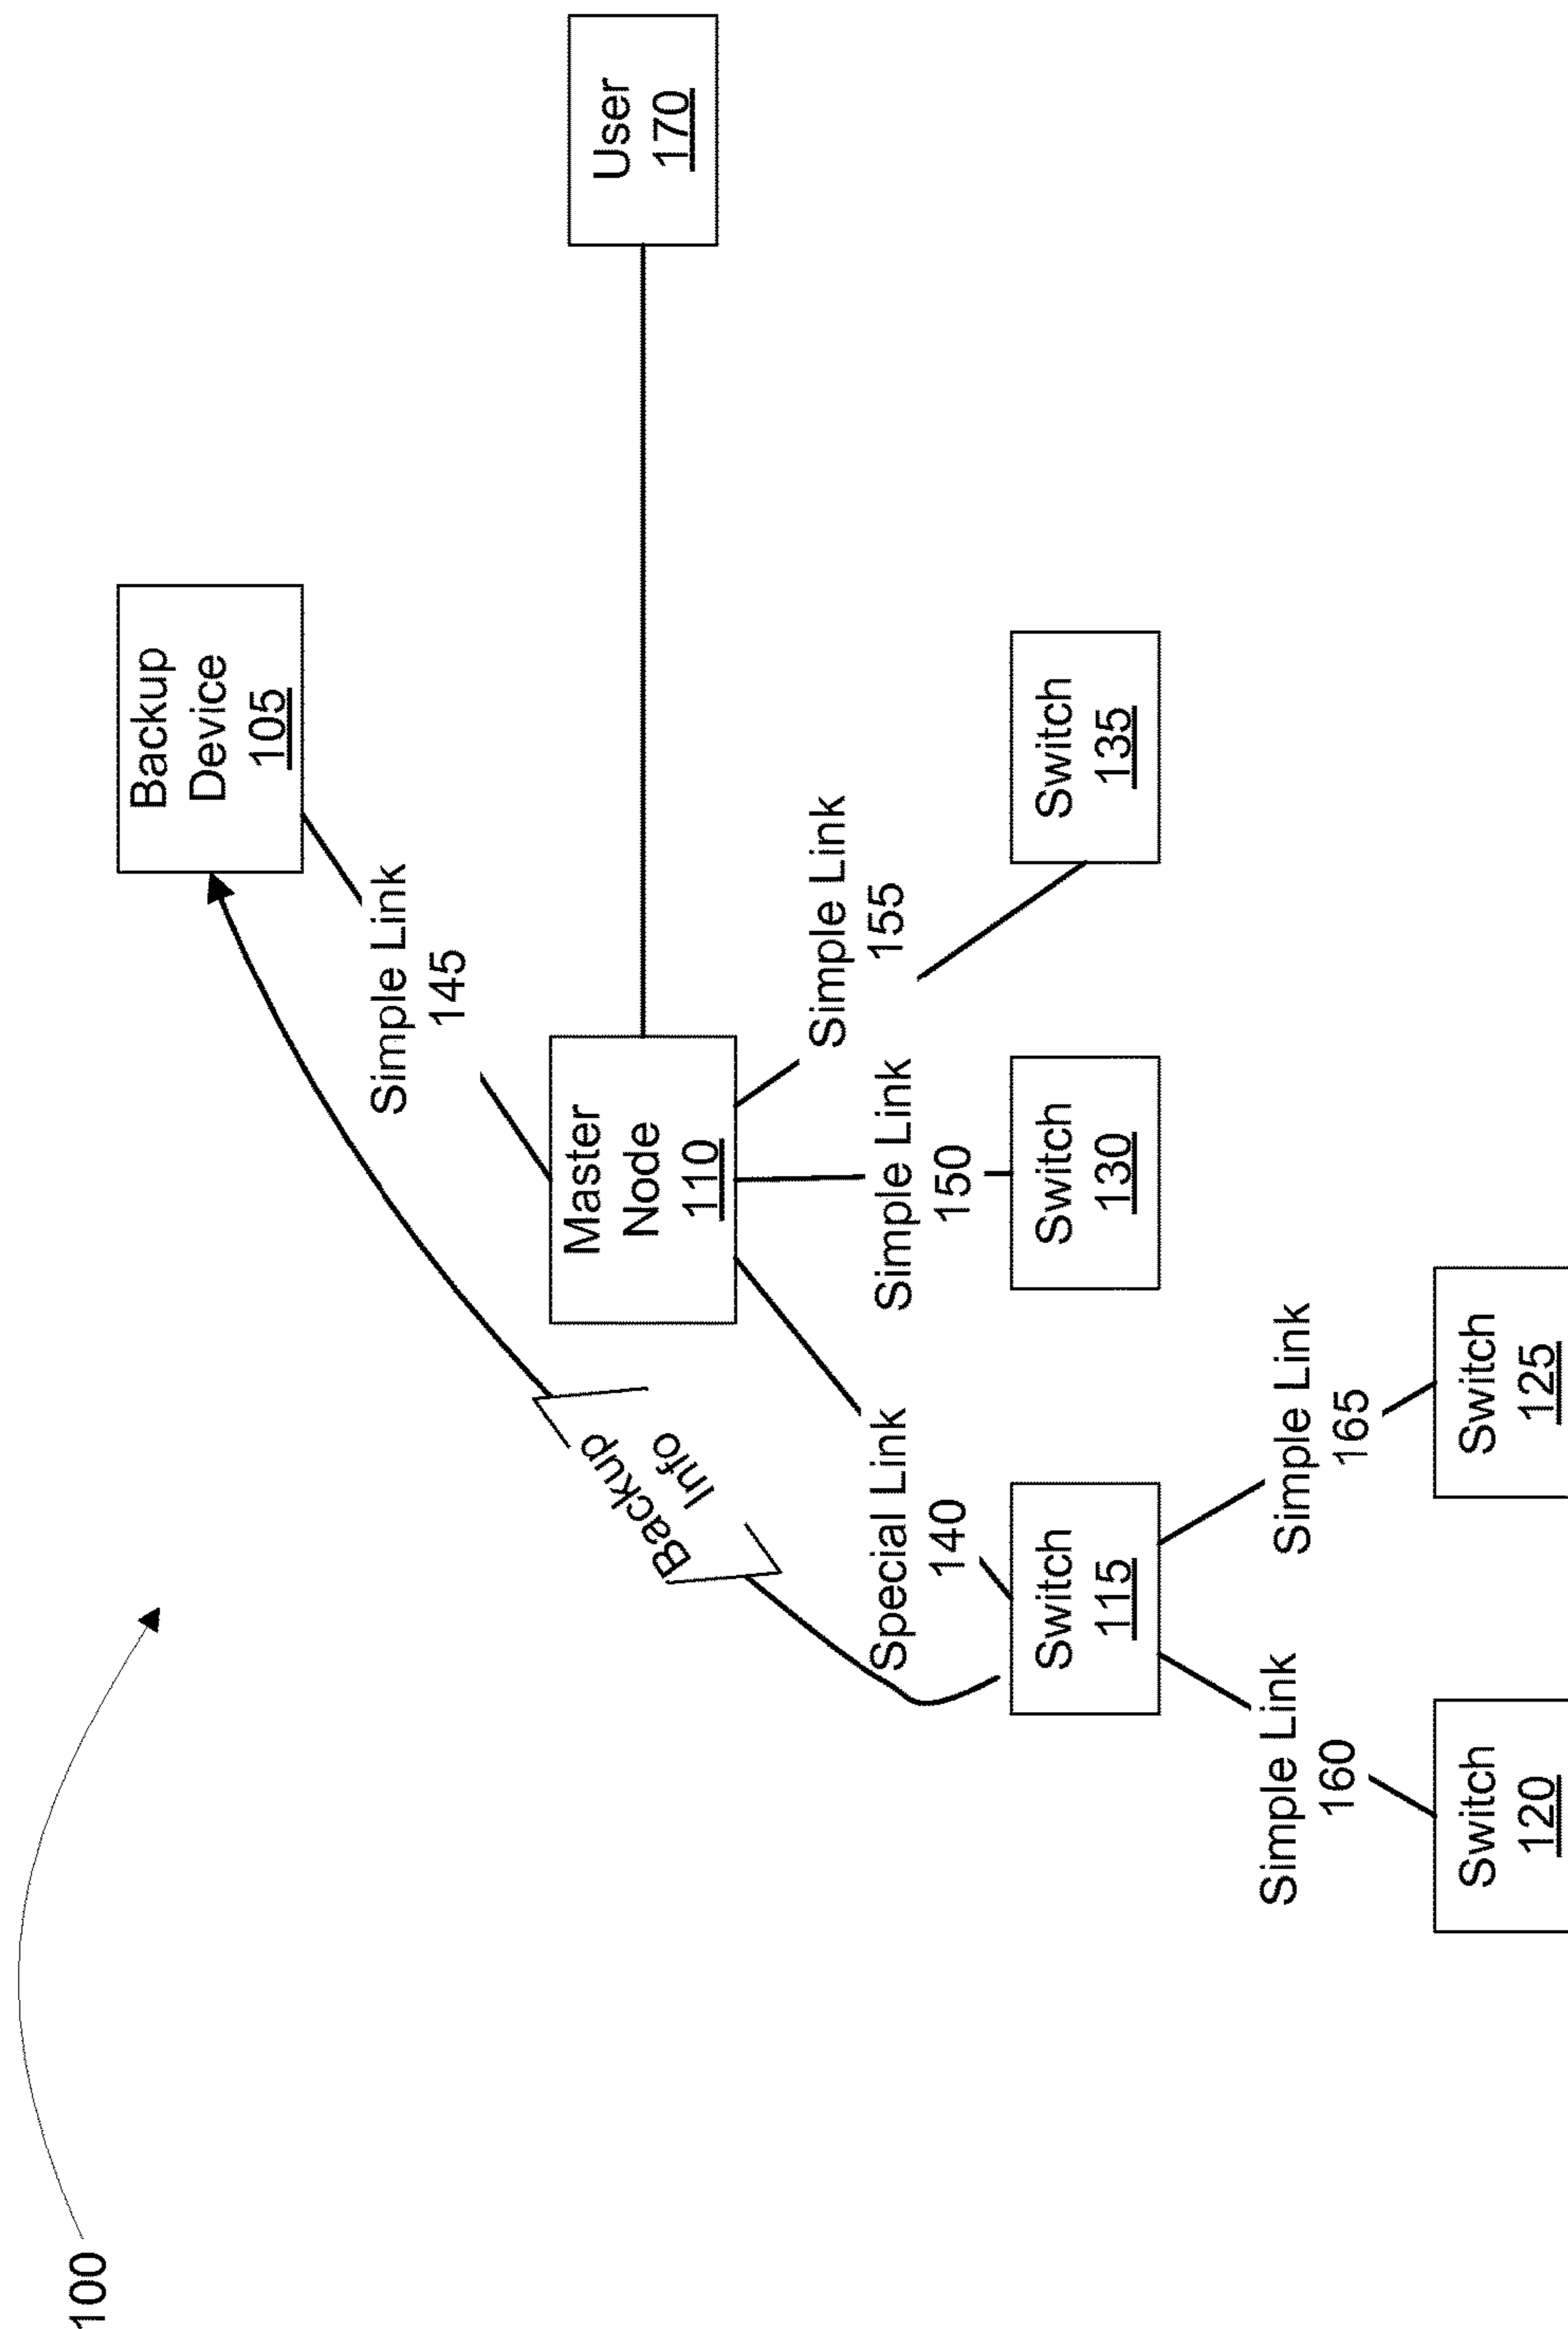 100
Backup
Device
105
Simple Link
145
Backup
Info
Master
Node
110
User
170
Special Link
140
Simple Link
150
Simple Link
155
Switch
115
Switch
130
Switch
135
Simple Link
160
Simple Link
165
Switch
120
Switch
125